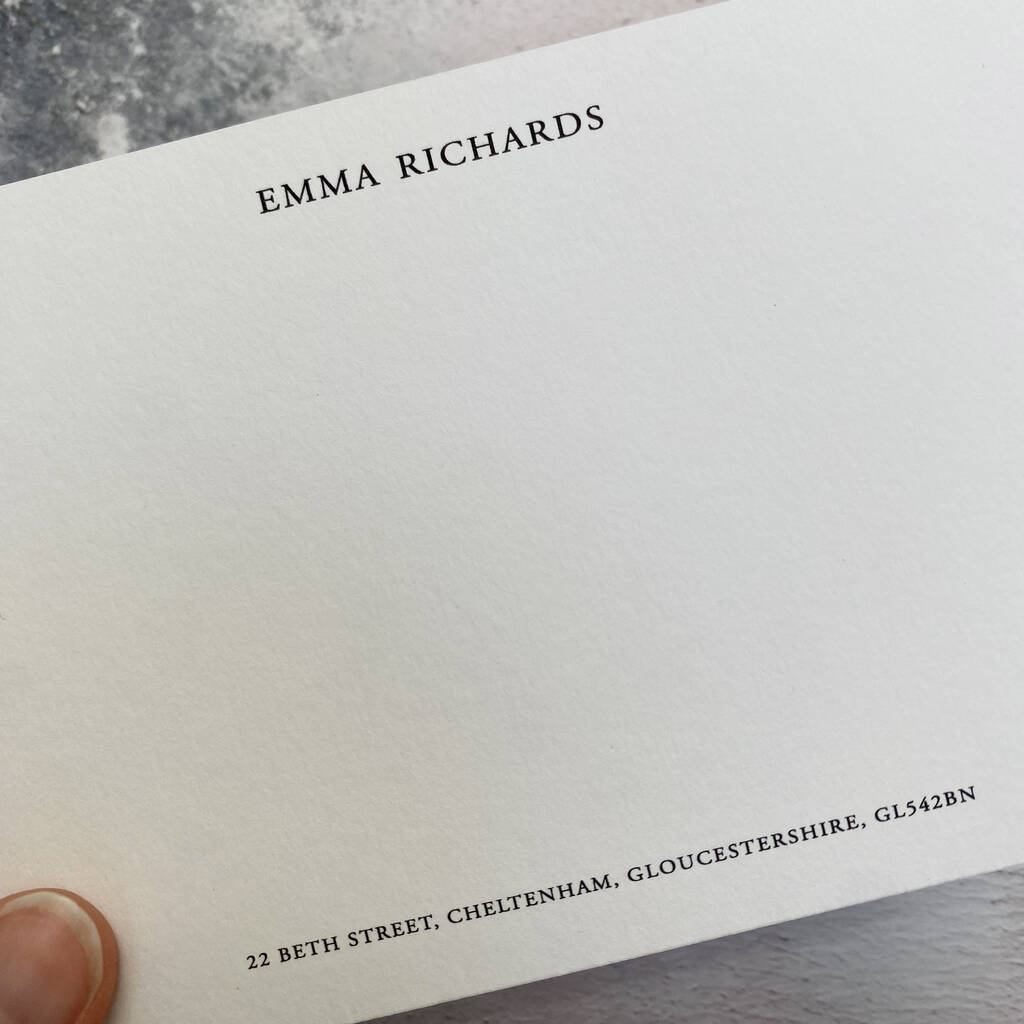 EMMA RICHARDS
22 BETH STREET, CHELTENHAM, GLOUCESTERSHIRE, GL542BN